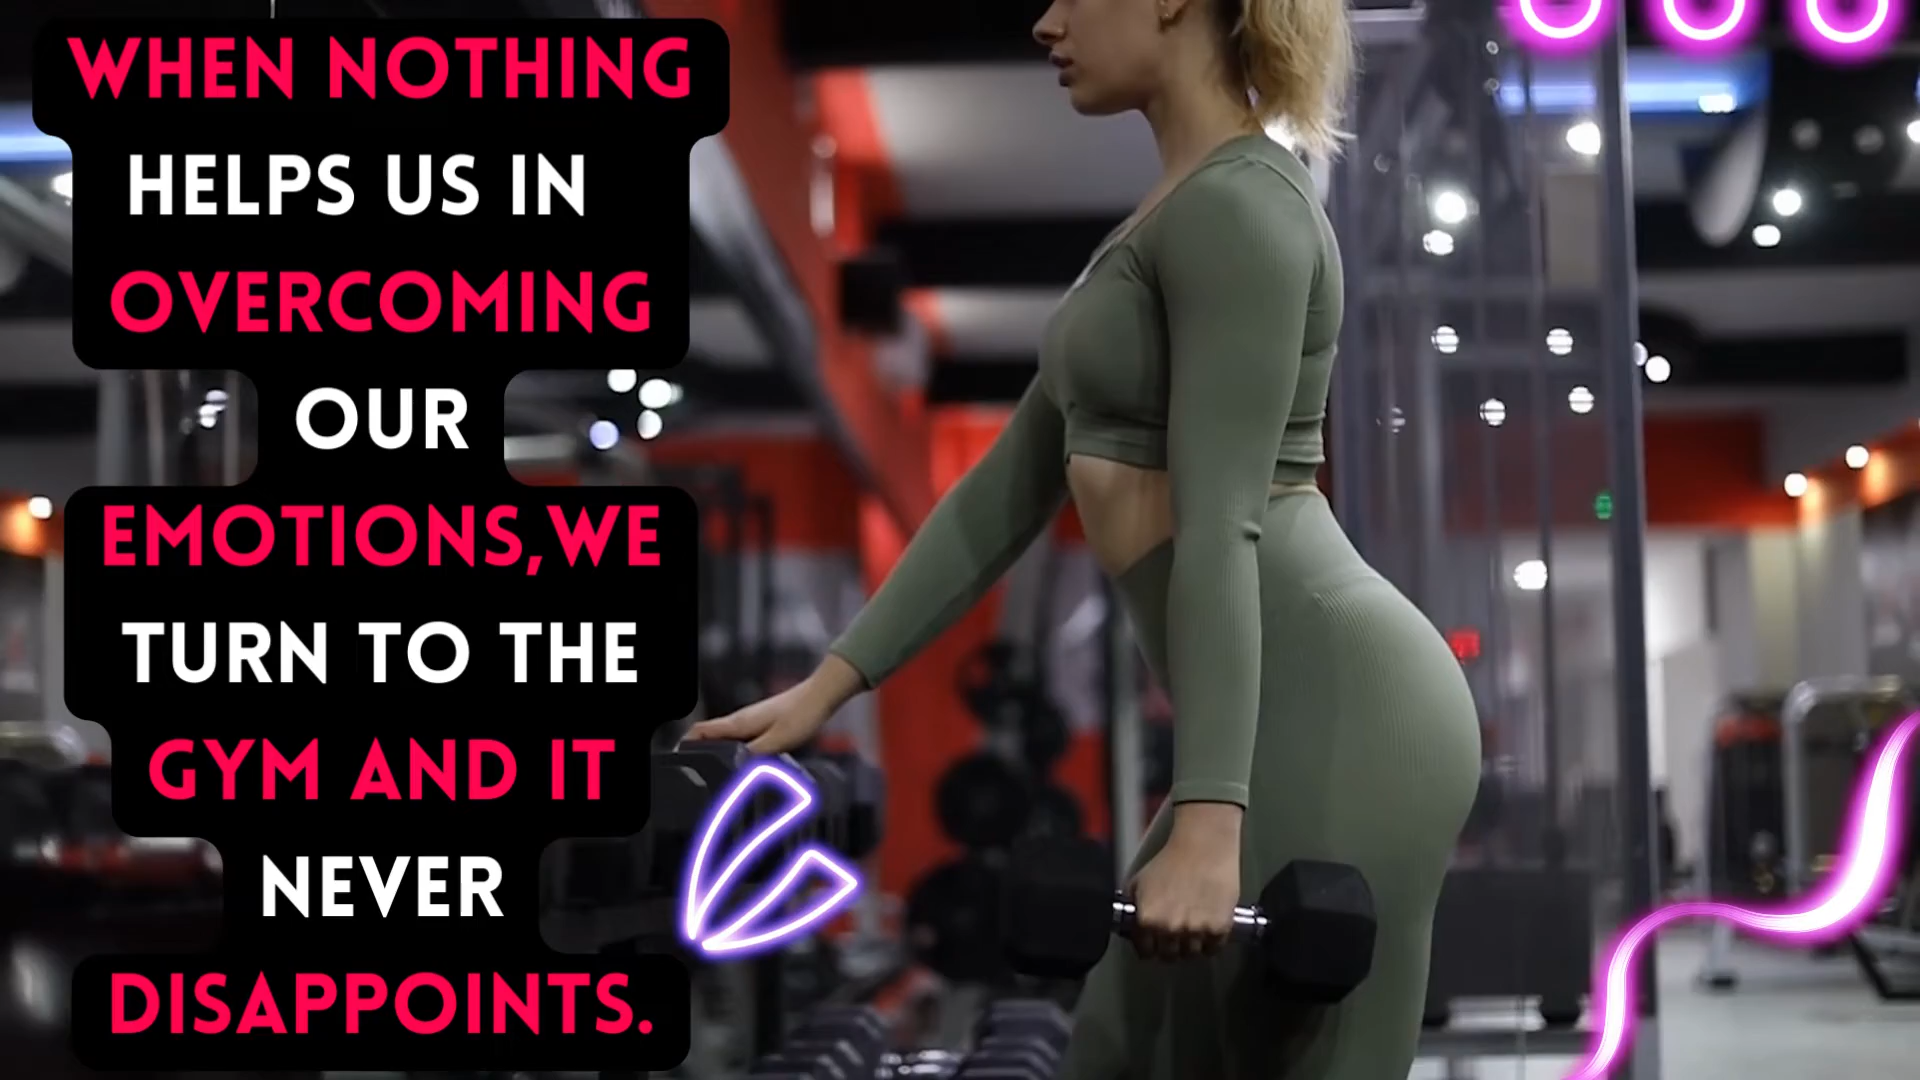 WHEN NOTHING
HELPS US IN
OVERCOMING
OUR
EMOTIONS,WE
TURN TO THE
GYM AND IT
NEVER
DISAPPOINTS.